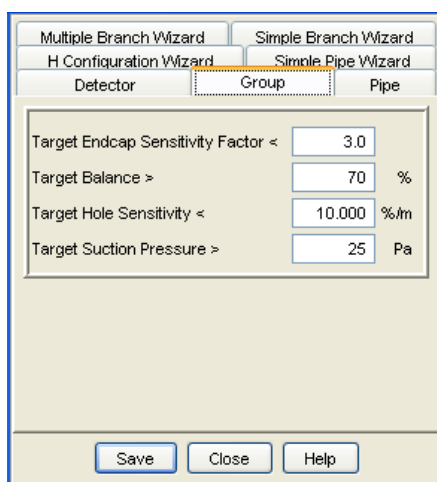 Multiple Branch Wizard Simple Branch Wizard
H Configuration Wizard Simple Pipe Wizard
Detector Group Pipe
Target Endcap Sensitivity Factor < 3.0
Target Balance > 70 %
Target Hole Sensitivity < 10.000 %/m
Target Suction Pressure > 25 Pa
Save Close Help